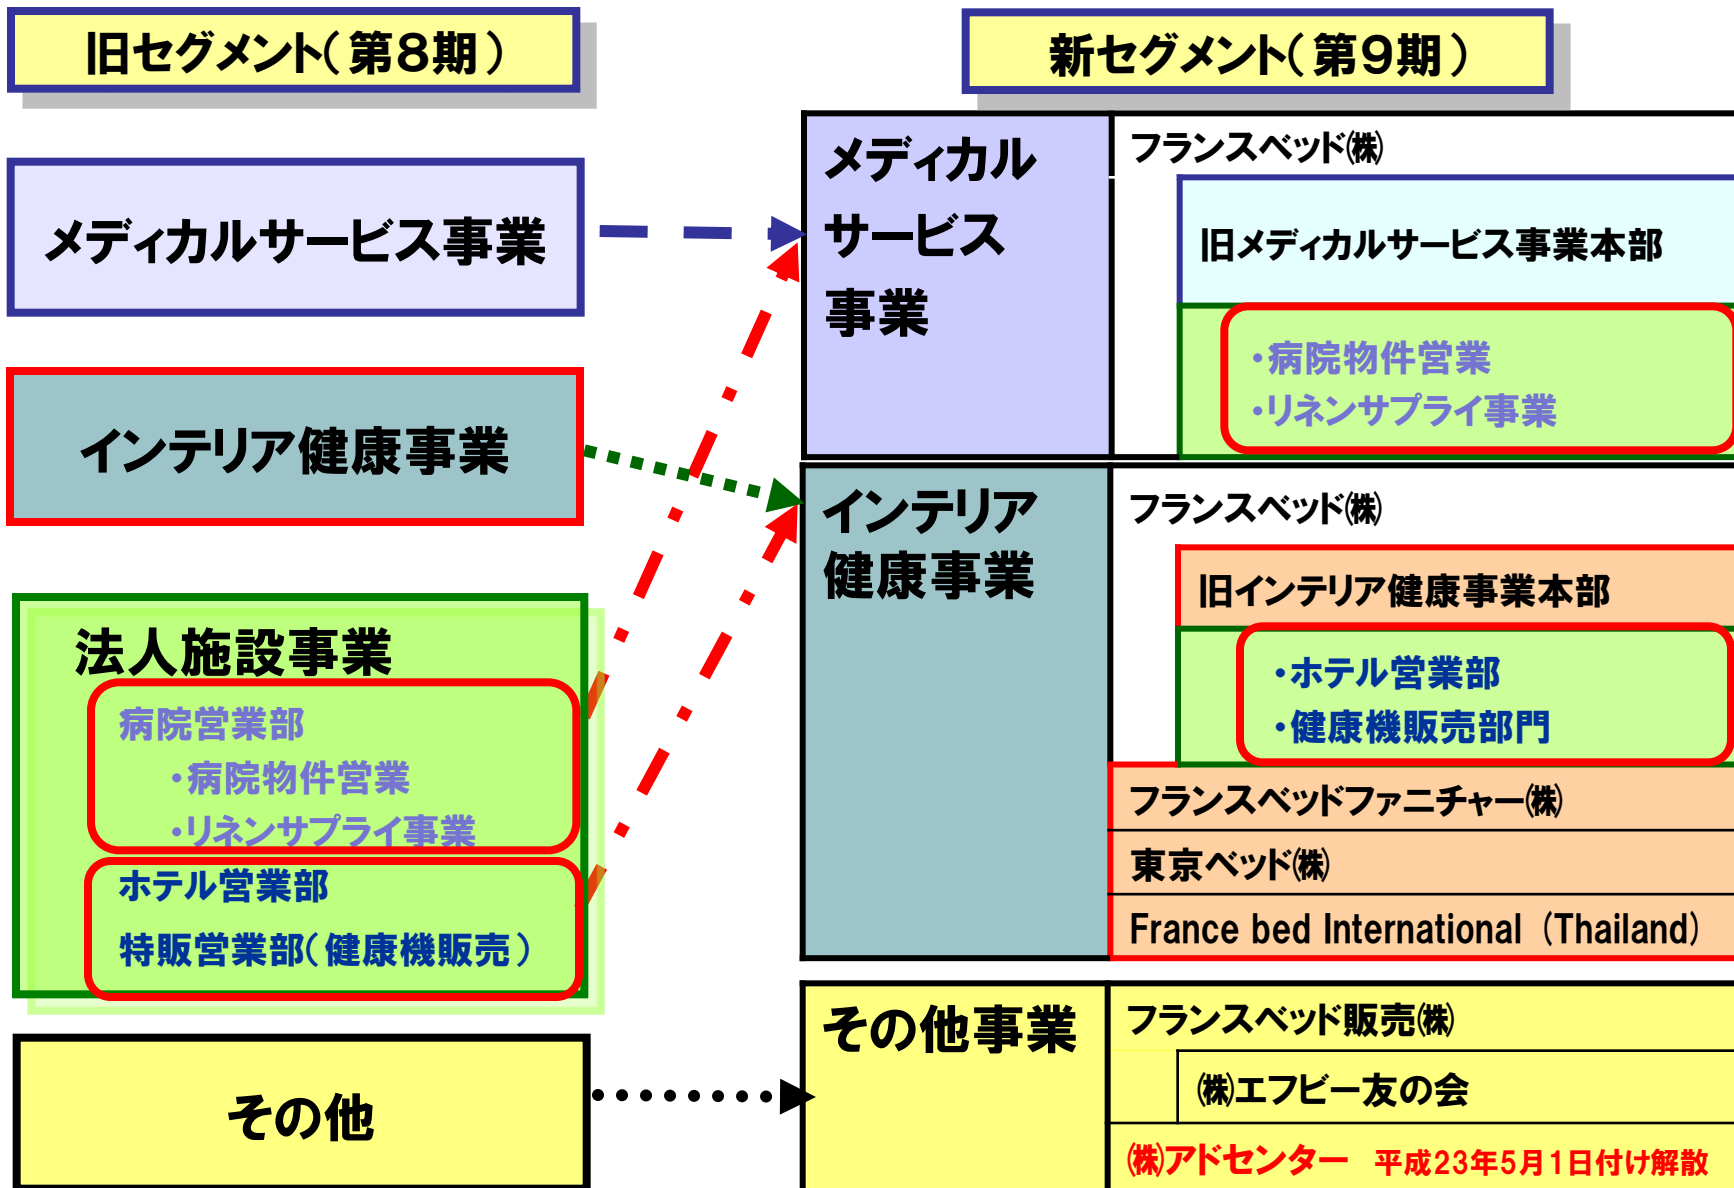 旧セグメント(第8期)
メディカルサービス事業
インテリア健康事業
法人施設事業
病院営業部
・病院物件営業
・リネンサプライ事業
ホテル営業部
特販営業部(健康機販売)
その他
新セグメント(第9期)
メディカル
サービス
事業
フランスベッド㈱
旧メディカルサービス事業本部
・病院物件営業
・リネンサプライ事業
インテリア
健康事業
フランスベッド㈱
旧インテリア健康事業本部
・ホテル営業部
・健康機販売部門
フランスベッドファニチャー㈱
東京ベッド㈱
France bed International (Thailand)
その他事業
フランスベッド販売㈱
㈱エフビー友の会
㈱アドセンター 平成23年5月1日付け解散